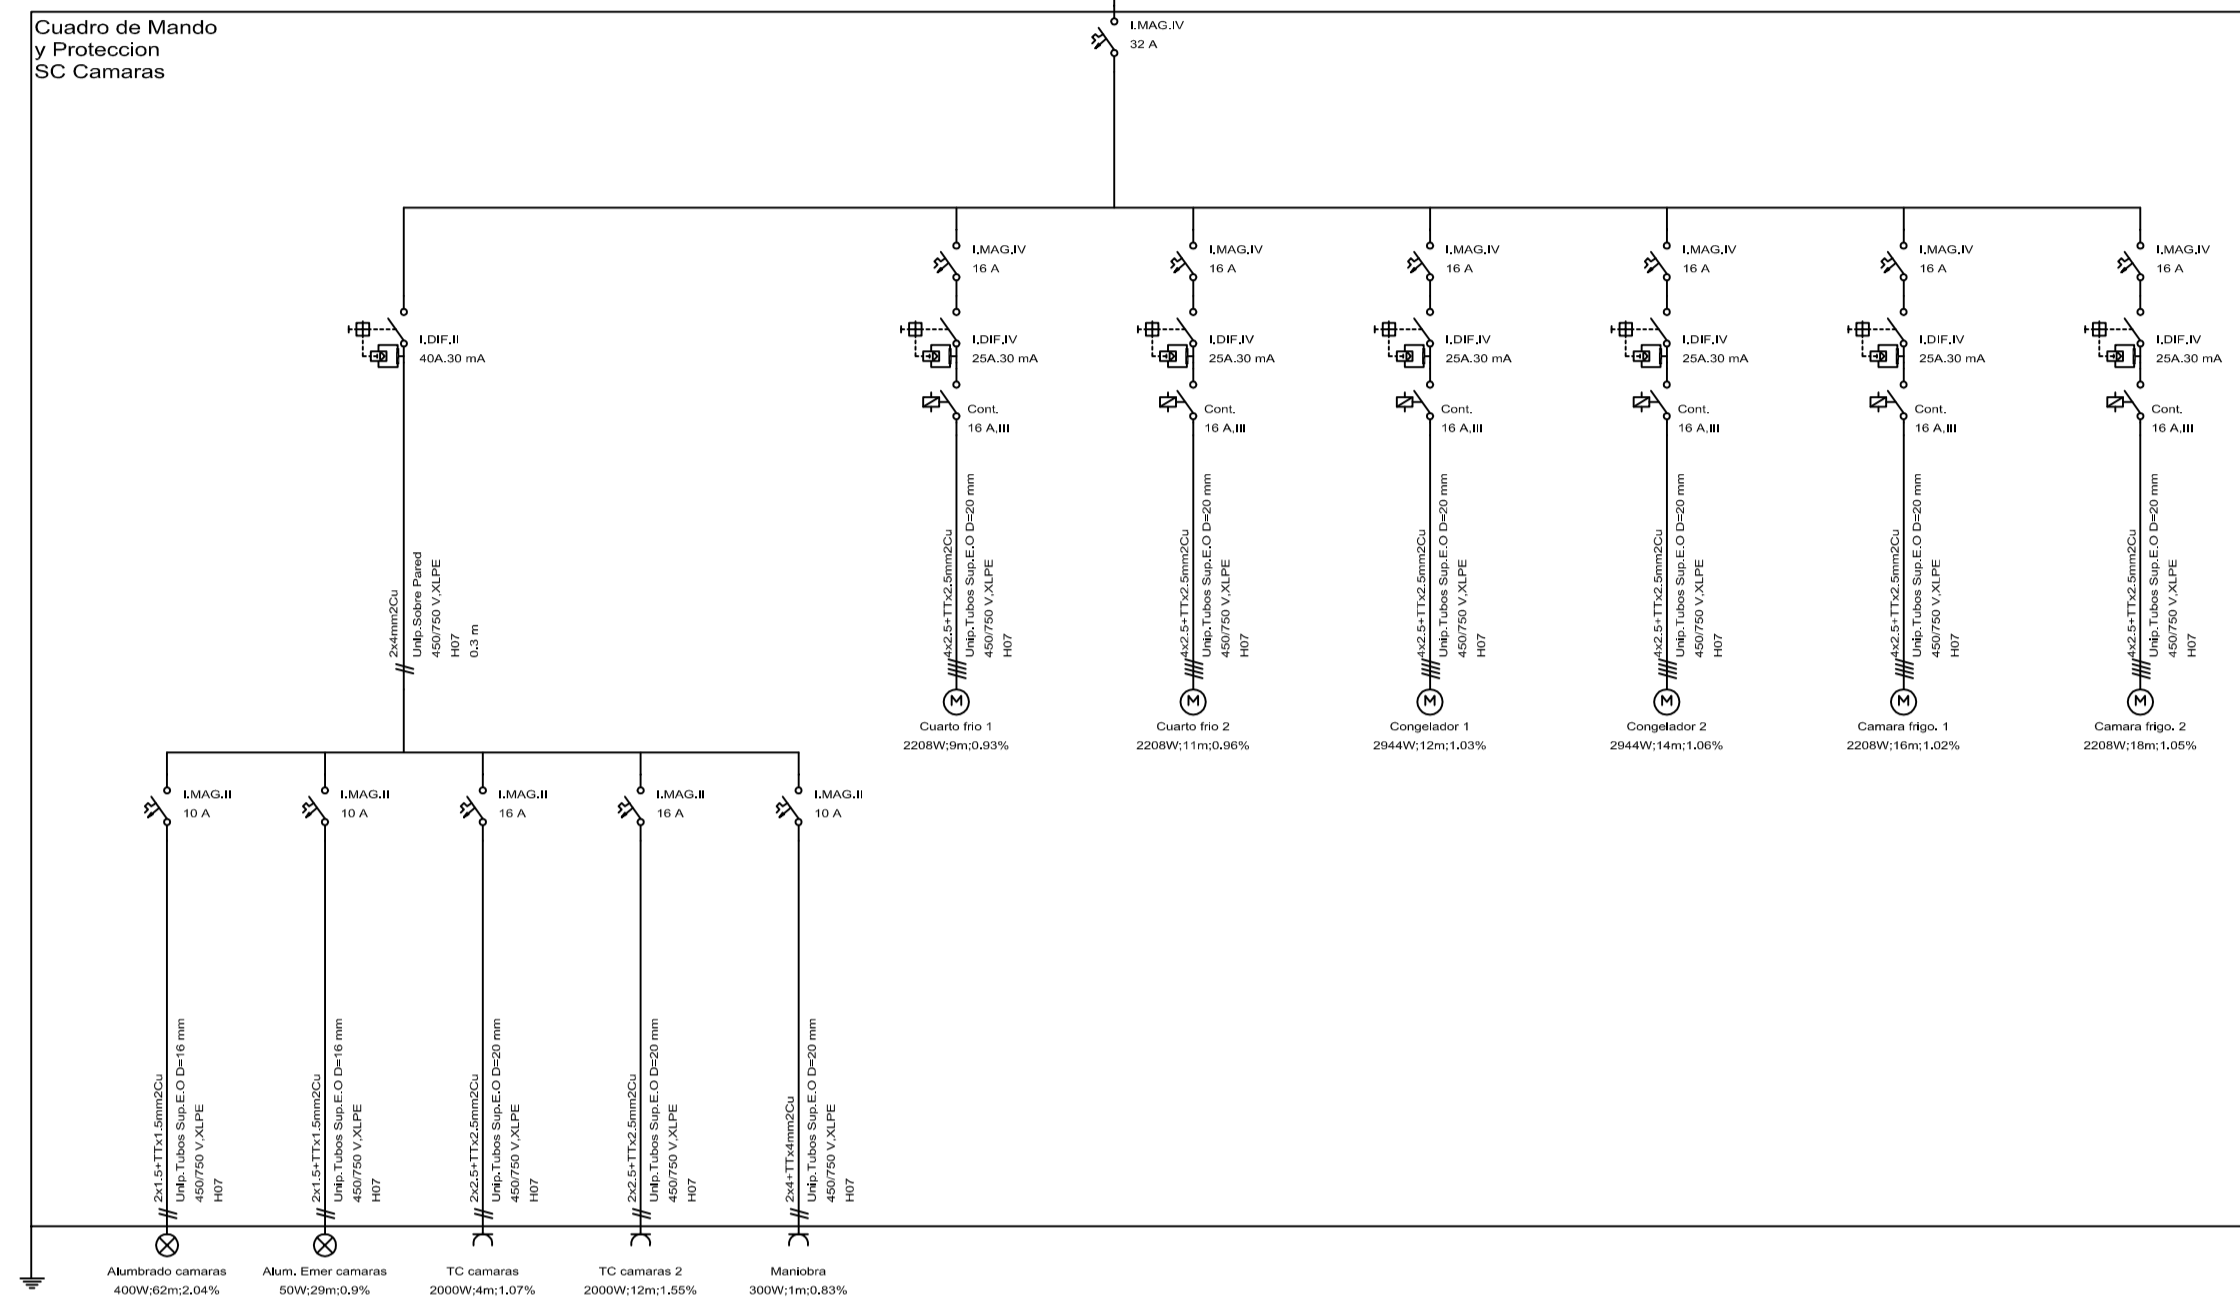 Cuadro de Mando
y Proteccion
SC Camaras
I.MAG.IV
32 A
I.DIF.II
40A.30 mA
2x4mm2Cu
Unip.Sobre Pared
450/750 V,XLPE
H07
0.3 m
I.MAG.IV
16 A
I.DIF.IV
25A.30 mA
Cont.
16 A,III
4x2.5+TTx2.5mm2Cu
Unip.Tubos Sup.E.O D=20 mm
450/750 V,XLPE
H07
M
Cuarto frio 1
2208W;9m;0.93%
I.MAG.IV
16 A
I.DIF.IV
25A.30 mA
Cont.
16 A,III
4x2.5+TTx2.5mm2Cu
Unip.Tubos Sup.E.O D=20 mm
450/750 V,XLPE
H07
M
Cuarto frio 2
2208W;11m;0.96%
I.MAG.IV
16 A
I.DIF.IV
25A.30 mA
Cont.
16 A,III
4x2.5+TTx2.5mm2Cu
Unip.Tubos Sup.E.O D=20 mm
450/750 V,XLPE
H07
M
Congelador 1
2944W;12m;1.03%
I.MAG.IV
16 A
I.DIF.IV
25A.30 mA
Cont.
16 A,III
4x2.5+TTx2.5mm2Cu
Unip.Tubos Sup.E.O D=20 mm
450/750 V,XLPE
H07
M
Congelador 2
2944W;14m;1.06%
I.MAG.IV
16 A
I.DIF.IV
25A.30 mA
Cont.
16 A,III
4x2.5+TTx2.5mm2Cu
Unip.Tubos Sup.E.O D=20 mm
450/750 V,XLPE
H07
M
Camara frigo. 1
2208W;16m;1.02%
I.MAG.IV
16 A
I.DIF.IV
25A.30 mA
Cont.
16 A,III
4x2.5+TTx2.5mm2Cu
Unip.Tubos Sup.E.O D=20 mm
450/750 V,XLPE
H07
M
Camara frigo. 2
2208W;18m;1.05%
I.MAG.II
10 A
2x1.5+TTx1.5mm2Cu
Unip.Tubos Sup.E.O D=16 mm
450/750 V,XLPE
H07
Alumbrado camaras
400W;62m;2.04%
I.MAG.II
10 A
2x1.5+TTx1.5mm2Cu
Unip.Tubos Sup.E.O D=16 mm
450/750 V,XLPE
H07
Alum. Emer camaras
50W;29m;0.9%
I.MAG.II
16 A
2x2.5+TTx2.5mm2Cu
Unip.Tubos Sup.E.O D=20 mm
450/750 V,XLPE
H07
TC camaras
2000W;4m;1.07%
I.MAG.II
16 A
2x2.5+TTx2.5mm2Cu
Unip.Tubos Sup.E.O D=20 mm
450/750 V,XLPE
H07
TC camaras 2
2000W;12m;1.55%
I.MAG.II
10 A
2x4+TTx4mm2Cu
Unip.Tubos Sup.E.O D=20 mm
450/750 V,XLPE
H07
Maniobra
300W;1m;0.83%